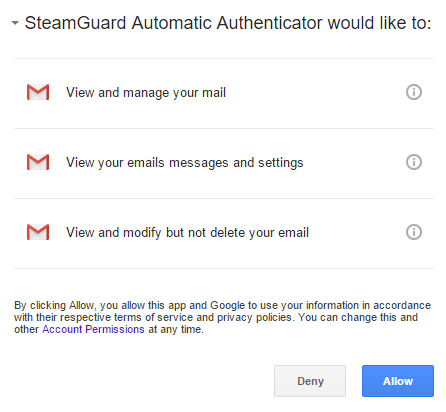 SteamGuard Automatic Authenticator would like to:
View and manage your mail
View your emails messages and settings
View and modify but not delete your email
By clicking Allow, you allow this app and Google to use your information in accordance
with their respective terms of service and privacy policies. You can change this and
other Account Permissions at any time.
Deny
Allow